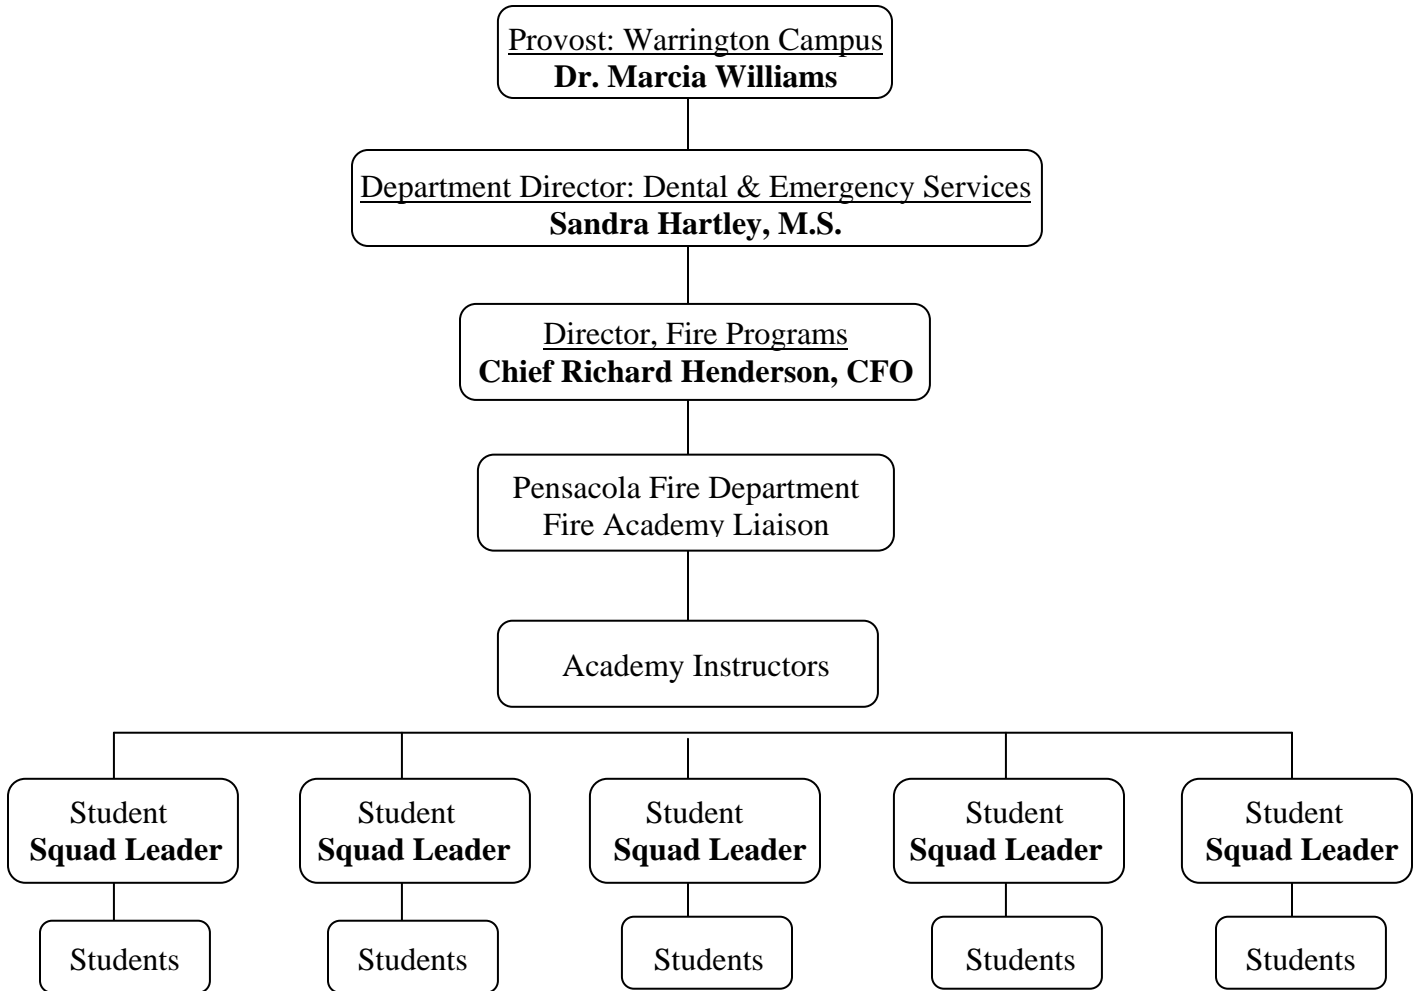 Provost: Warrington Campus
Dr. Marcia Williams
Department Director: Dental & Emergency Services
Sandra Hartley, M.S.
Director, Fire Programs
Chief Richard Henderson, CFO
Pensacola Fire Department
Fire Academy Liaison
Academy Instructors
Student
Squad Leader
Student
Squad Leader
Student
Squad Leader
Student
Squad Leader
Student
Squad Leader
Students
Students
Students
Students
Students